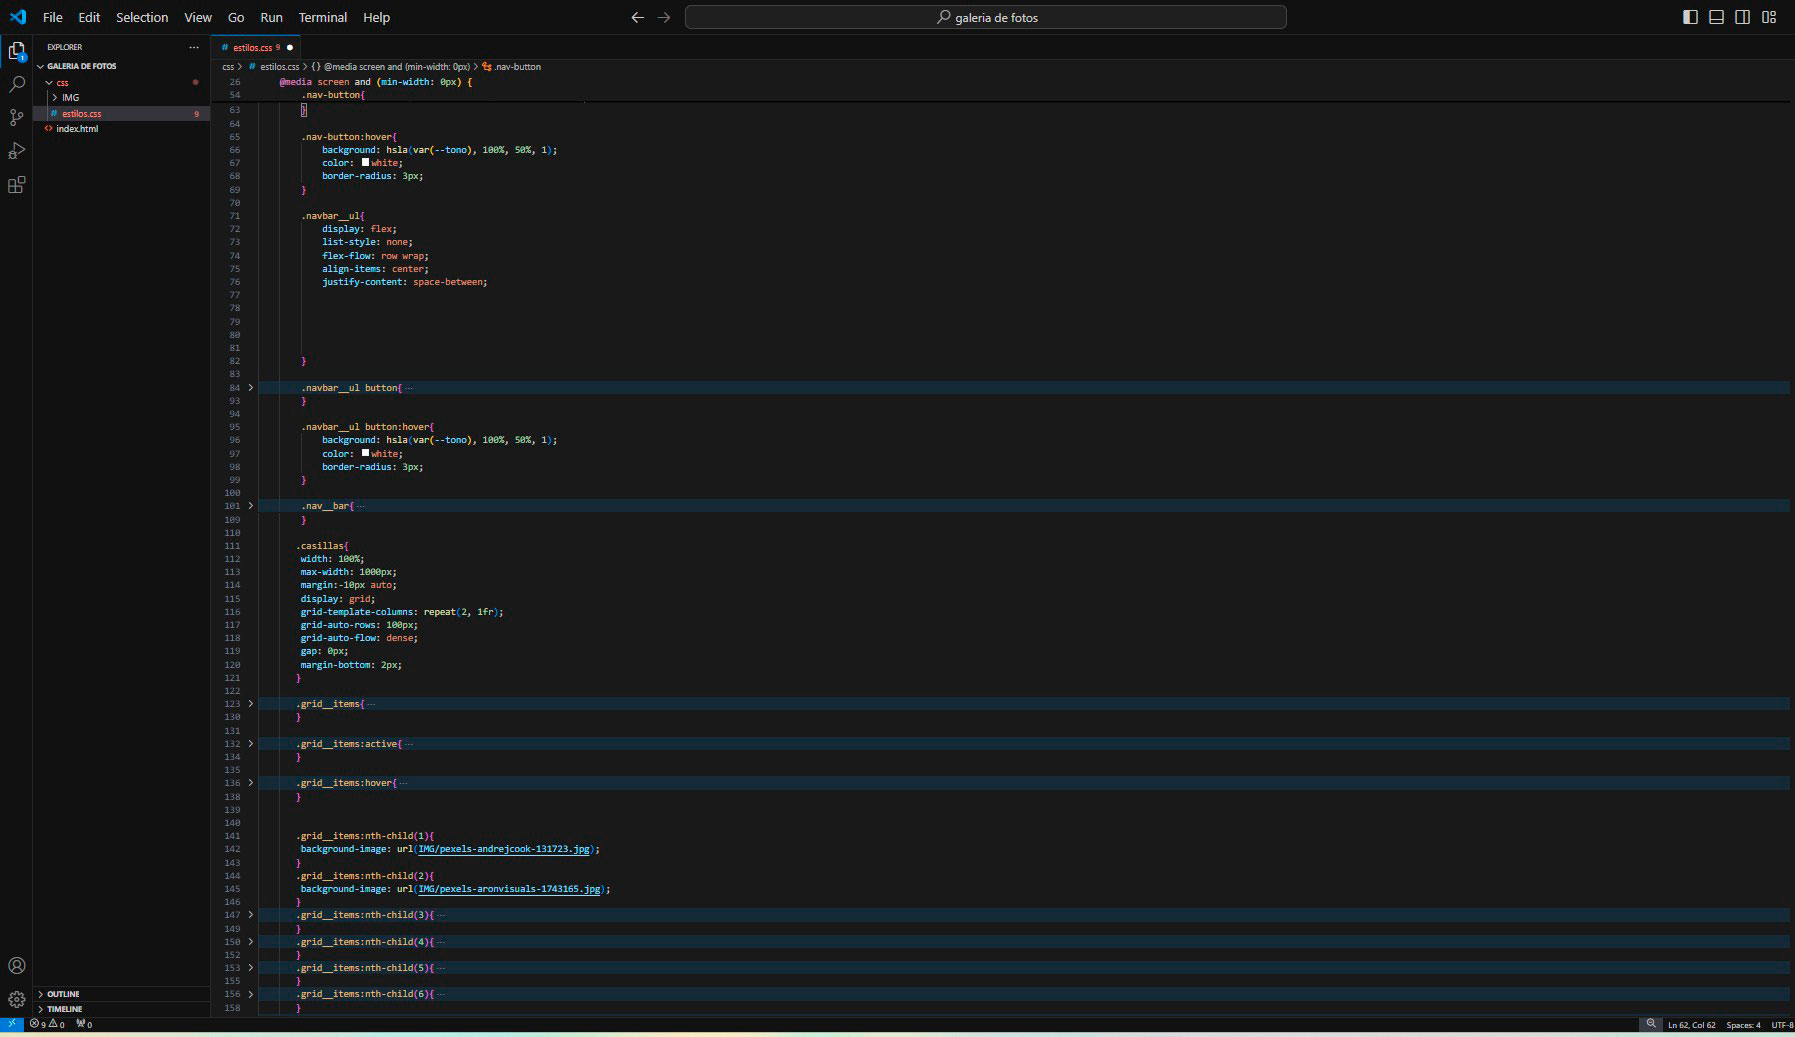 File Edit Selection View Go Run Terminal Help
galeria de fotos
EXPLORER ...
GALERIA DE FOTOS
css
IMG
# estilos.css 9
<> index.html
1
OUTLINE
TIMELINE
# estilos.css 9
css > # estilos.css > {} @media screen and (min-width: 0px) > .nav-button
26 @media screen and (min-width: 0px) {
54 .nav-button{
63 }
64
65 .nav-button:hover{
66 background: hsla(var(--tono), 100%, 50%, 1);
67 color: white;
68 border-radius: 3px;
69 }
70
71 .navbar__ul{
72 display: flex;
73 list-style: none;
74 flex-flow: row wrap;
75 align-items: center;
76 justify-content: space-between;
77
78
79
80
81
82 }
83
84 > .navbar__ul button{ ...
93 }
94
95 .navbar__ul button:hover{
96 background: hsla(var(--tono), 100%, 50%, 1);
97 color: white;
98 border-radius: 3px;
99 }
100
101 > .nav__bar{ ...
109 }
110
111 .casillas{
112 width: 100%;
113 max-width: 1000px;
114 margin:-10px auto;
115 display: grid;
116 grid-template-columns: repeat(2, 1fr);
117 grid-auto-rows: 100px;
118 grid-auto-flow: dense;
119 gap: 0px;
120 margin-bottom: 2px;
121 }
122
123 > .grid__items{ ...
130 }
131
132 > .grid__items:active{ ...
134 }
135
136 > .grid__items:hover{ ...
138 }
139
140
141 .grid__items:nth-child(1){
142 background-image: url(IMG/pexels-andrejcook-131723.jpg);
143 }
144 .grid__items:nth-child(2){
145 background-image: url(IMG/pexels-aronvisuals-1743165.jpg);
146 }
147 > .grid__items:nth-child(3){ ...
149 }
150 > .grid__items:nth-child(4){ ...
152 }
153 > .grid__items:nth-child(5){ ...
155 }
156 > .grid__items:nth-child(6){ ...
158 }
9 0 0 Ln 62, Col 62 Spaces: 4 UTF-8